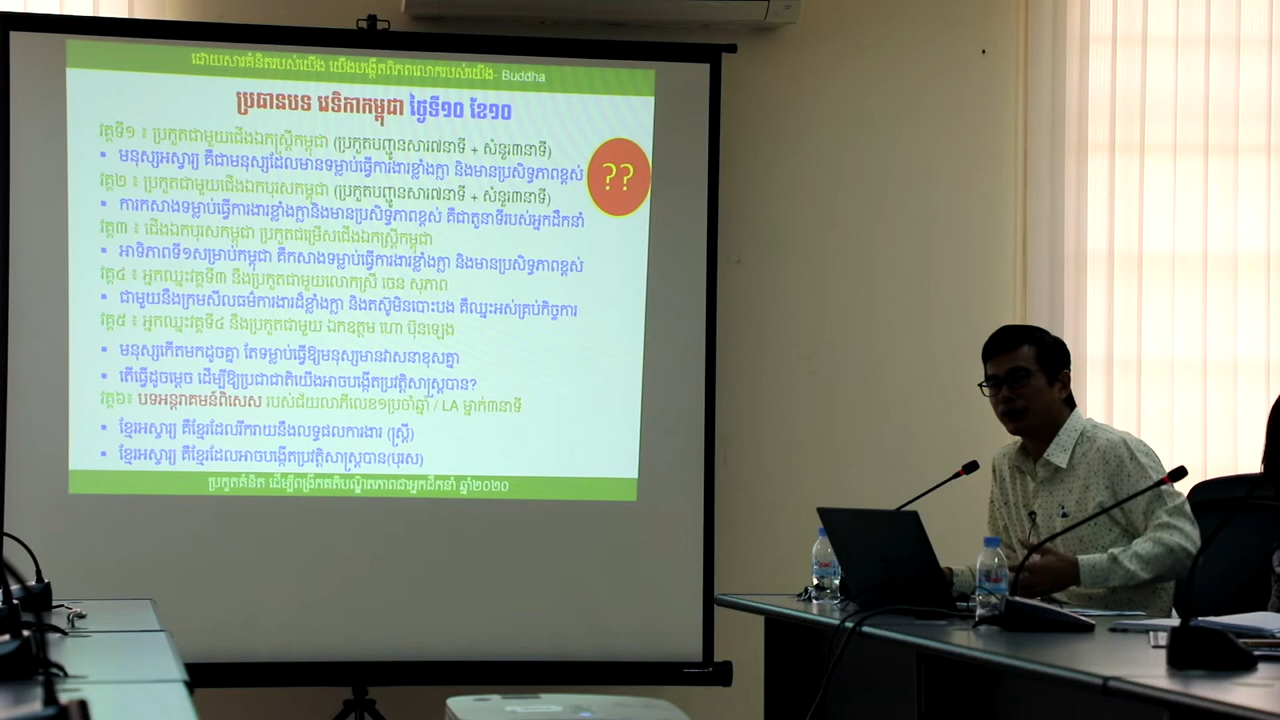 ដោយសារគំនិតរបស់យើង យើងបង្កើតពិភពលោករបស់យើង- Buddha
ប្រធានបទ វេទិកាកម្ពុជា ថ្ងៃទី១០ ខែ១០
វគ្គទី១ ៖ ប្រកួតជាមួយជើងឯកស្ត្រីកម្ពុជា (ប្រកួតបញ្ជូនសារ៧នាទី + សំនួរ៣នាទី)
▪ មនុស្សអស្ចារ្យ គឺជាមនុស្សដែលមានទម្លាប់ធ្វើការងារខ្លាំងក្លា និងមានប្រសិទ្ធភាពខ្ពស់
??
វគ្គ២ ៖ ប្រកួតជាមួយជើងឯកបុរសកម្ពុជា (ប្រកួតបញ្ជូនសារ៧នាទី + សំនួរ៣នាទី)
▪ ការកសាងទម្លាប់ធ្វើការងារខ្លាំងក្លានិងមានប្រសិទ្ធភាពខ្ពស់ គឺជាតួនាទីរបស់អ្នកដឹកនាំ
វគ្គ៣ ៖ ជើងឯកបុរសកម្ពុជា ប្រកួតជម្រើសជើងឯកស្ត្រីកម្ពុជា
▪ អាទិភាពទី១សម្រាប់កម្ពុជា គឺកសាងទម្លាប់ធ្វើការងារខ្លាំងក្លា និងមានប្រសិទ្ធភាពខ្ពស់
វគ្គ៤ ៖ អ្នកឈ្នះវគ្គទី៣ នឹងប្រកួតជាមួយលោកស្រី ចេន សុភាព
▪ ជាមួយនឹងក្រមសីលធម៌ការងារដ៏ខ្លាំងក្លា និងតស៊ូមិនបោះបង់ គឺឈ្នះអស់គ្រប់កិច្ចការ
វគ្គ៥ ៖ អ្នកឈ្នះវគ្គទី៤ នឹងប្រកួតជាមួយ ឯកឧត្តម ហោ ប៊ុនឡេង
▪ មនុស្សកើតមកដូចគ្នា តែទម្លាប់ធ្វើឱ្យមនុស្សមានវាសនាខុសគ្នា
▪ តើធ្វើដូចម្តេច ដើម្បីឱ្យប្រជាជាតិយើងអាចបង្កើតប្រវត្តិសាស្ត្របាន?
វគ្គ៦៖ បទអន្តរាគមន៍ពិសេស របស់ជ័យលាភីលេខ១ប្រចាំឆ្នាំ / LA ម្នាក់៣នាទី
▪ ខ្មែរអស្ចារ្យ គឺខ្មែរដែលរីករាយនឹងលទ្ធផលការងារ (ស្ត្រី)
▪ ខ្មែរអស្ចារ្យ គឺខ្មែរដែលអាចបង្កើតប្រវត្តិសាស្ត្របាន(បុរស)
ប្រកួតគំនិត ដើម្បីពង្រីកគតិបណ្ឌិតភាពជាអ្នកដឹកនាំ ឆ្នាំ២០២០